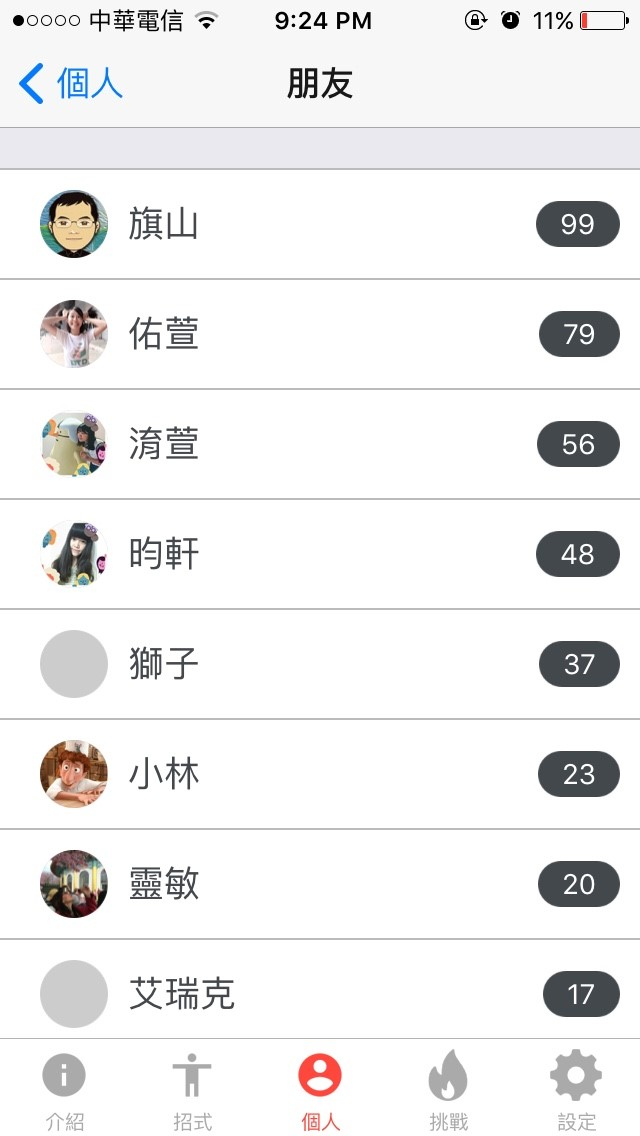 中華電信 9:24 PM 11%
個人 朋友
旗山 99
佑萱 79
淯萱 56
昀軒 48
獅子 37
小林 23
靈敏 20
艾瑞克 17
介紹 招式 個人 挑戰 設定